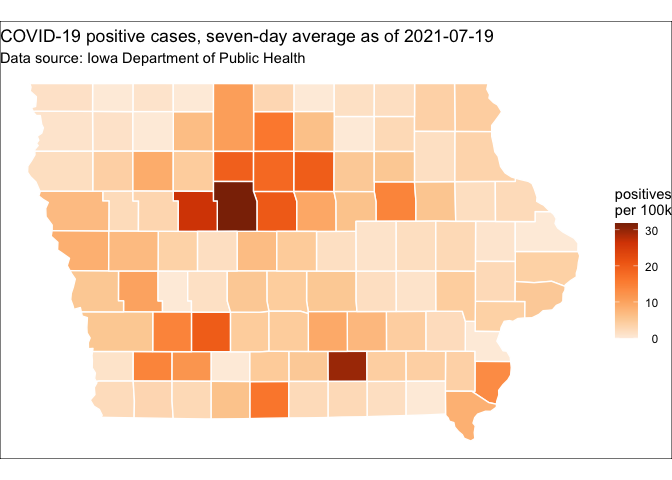 COVID-19 positive cases, seven-day average as of 2021-07-19
Data source: Iowa Department of Public Health
positives
per 100k
30
20
10
0